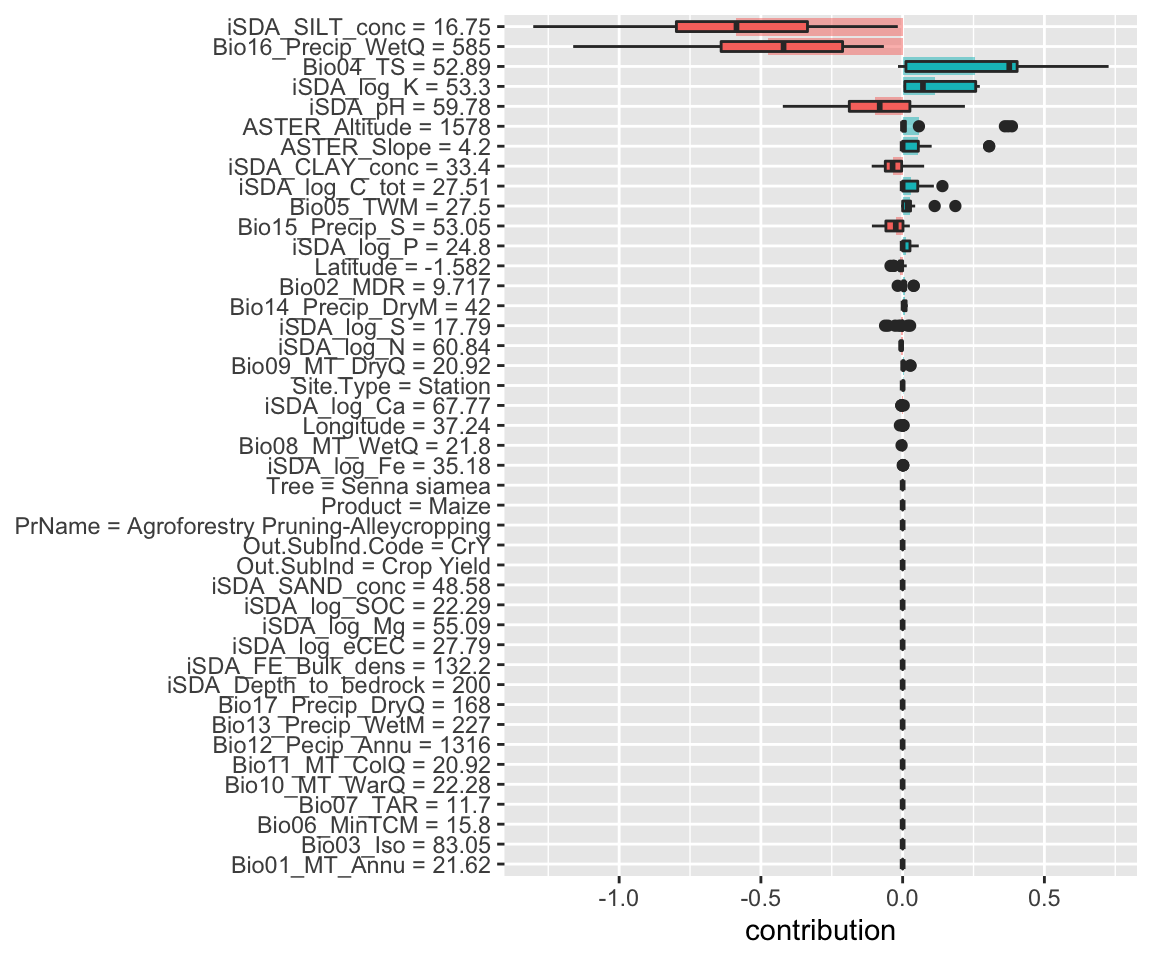 iSDA_SILT_conc = 16.75
Bio16_Precip_WetQ = 585
Bio04_TS = 52.89
iSDA_log_K = 53.3
iSDA_pH = 59.78
ASTER_Altitude = 1578
ASTER_Slope = 4.2
iSDA_CLAY_conc = 33.4
iSDA_log_C_tot = 27.51
Bio05_TWM = 27.5
Bio15_Precip_S = 53.05
iSDA_log_P = 24.8
Latitude = -1.582
Bio02_MDR = 9.717
Bio14_Precip_DryM = 42
iSDA_log_S = 17.79
iSDA_log_N = 60.84
Bio09_MT_DryQ = 20.92
Site.Type = Station
iSDA_log_Ca = 67.77
Longitude = 37.24
Bio08_MT_WetQ = 21.8
iSDA_log_Fe = 35.18
Tree = Senna siamea
Product = Maize
PrName = Agroforestry Pruning-Alleycropping
Out.SubInd.Code = CrY
Out.SubInd = Crop Yield
iSDA_SAND_conc = 48.58
iSDA_log_SOC = 22.29
iSDA_log_Mg = 55.09
iSDA_log_eCEC = 27.79
iSDA_FE_Bulk_dens = 132.2
iSDA_Depth_to_bedrock = 200
Bio17_Precip_DryQ = 168
Bio13_Precip_WetM = 227
Bio12_Pecip_Annu = 1316
Bio11_MT_ColQ = 20.92
Bio10_MT_WarQ = 22.28
Bio07_TAR = 11.7
Bio06_MinTCM = 15.8
Bio03_Iso = 83.05
Bio01_MT_Annu = 21.62
-1.0 -0.5 0.0 0.5
contribution